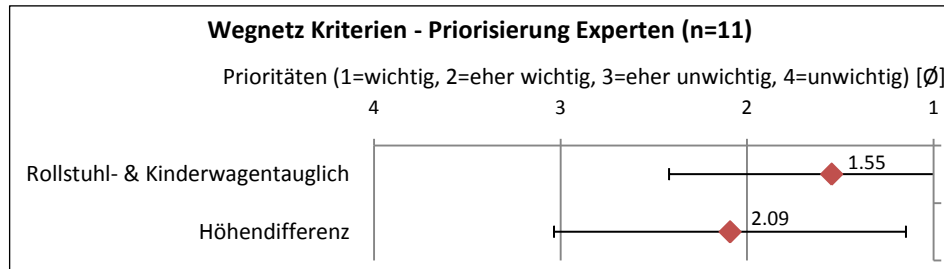 Wegnetz Kriterien - Priorisierung Experten (n=11)
Prioritäten (1=wichtig, 2=eher wichtig, 3=eher unwichtig, 4=unwichtig) [Ø]
4 3 2 1
Rollstuhl- & Kinderwagentauglich 1.55
Höhendifferenz 2.09